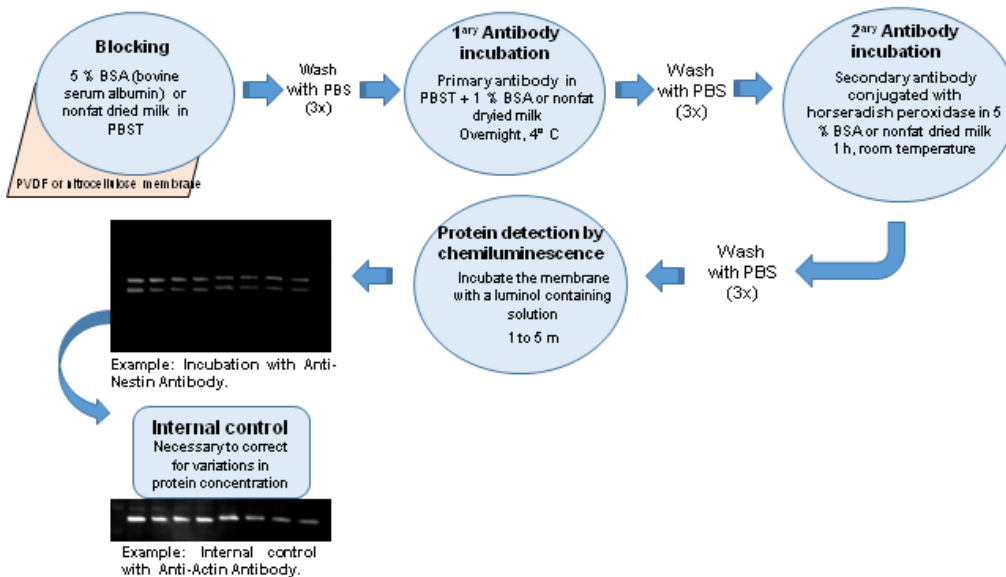 Blocking
5 % BSA (bovine
serum albumin) or
nonfat dried milk in
PBST
PVDF or nitrocellulose membrane
Wash
with PBS
(3x)
1ary Antibody
incubation
Primary antibody in
PBST + 1 % BSA or nonfat
dryied milk
Overnight, 4º C
Wash
with PBS
(3x)
2ary Antibody
incubation
Secondary antibody
conjugated with
horseradish peroxidase in 5
% BSA or nonfat dried milk
1 h, room temperature
Wash
with PBS
(3x)
Protein detection by
chemiluminescence
Incubate the membrane
with a luminol containing
solution
1 to 5 m
Example: Incubation with Anti-
Nestin Antibody.
Internal control
Necessary to correct
for variations in
protein concentration
Example: Internal control
with Anti-Actin Antibody.